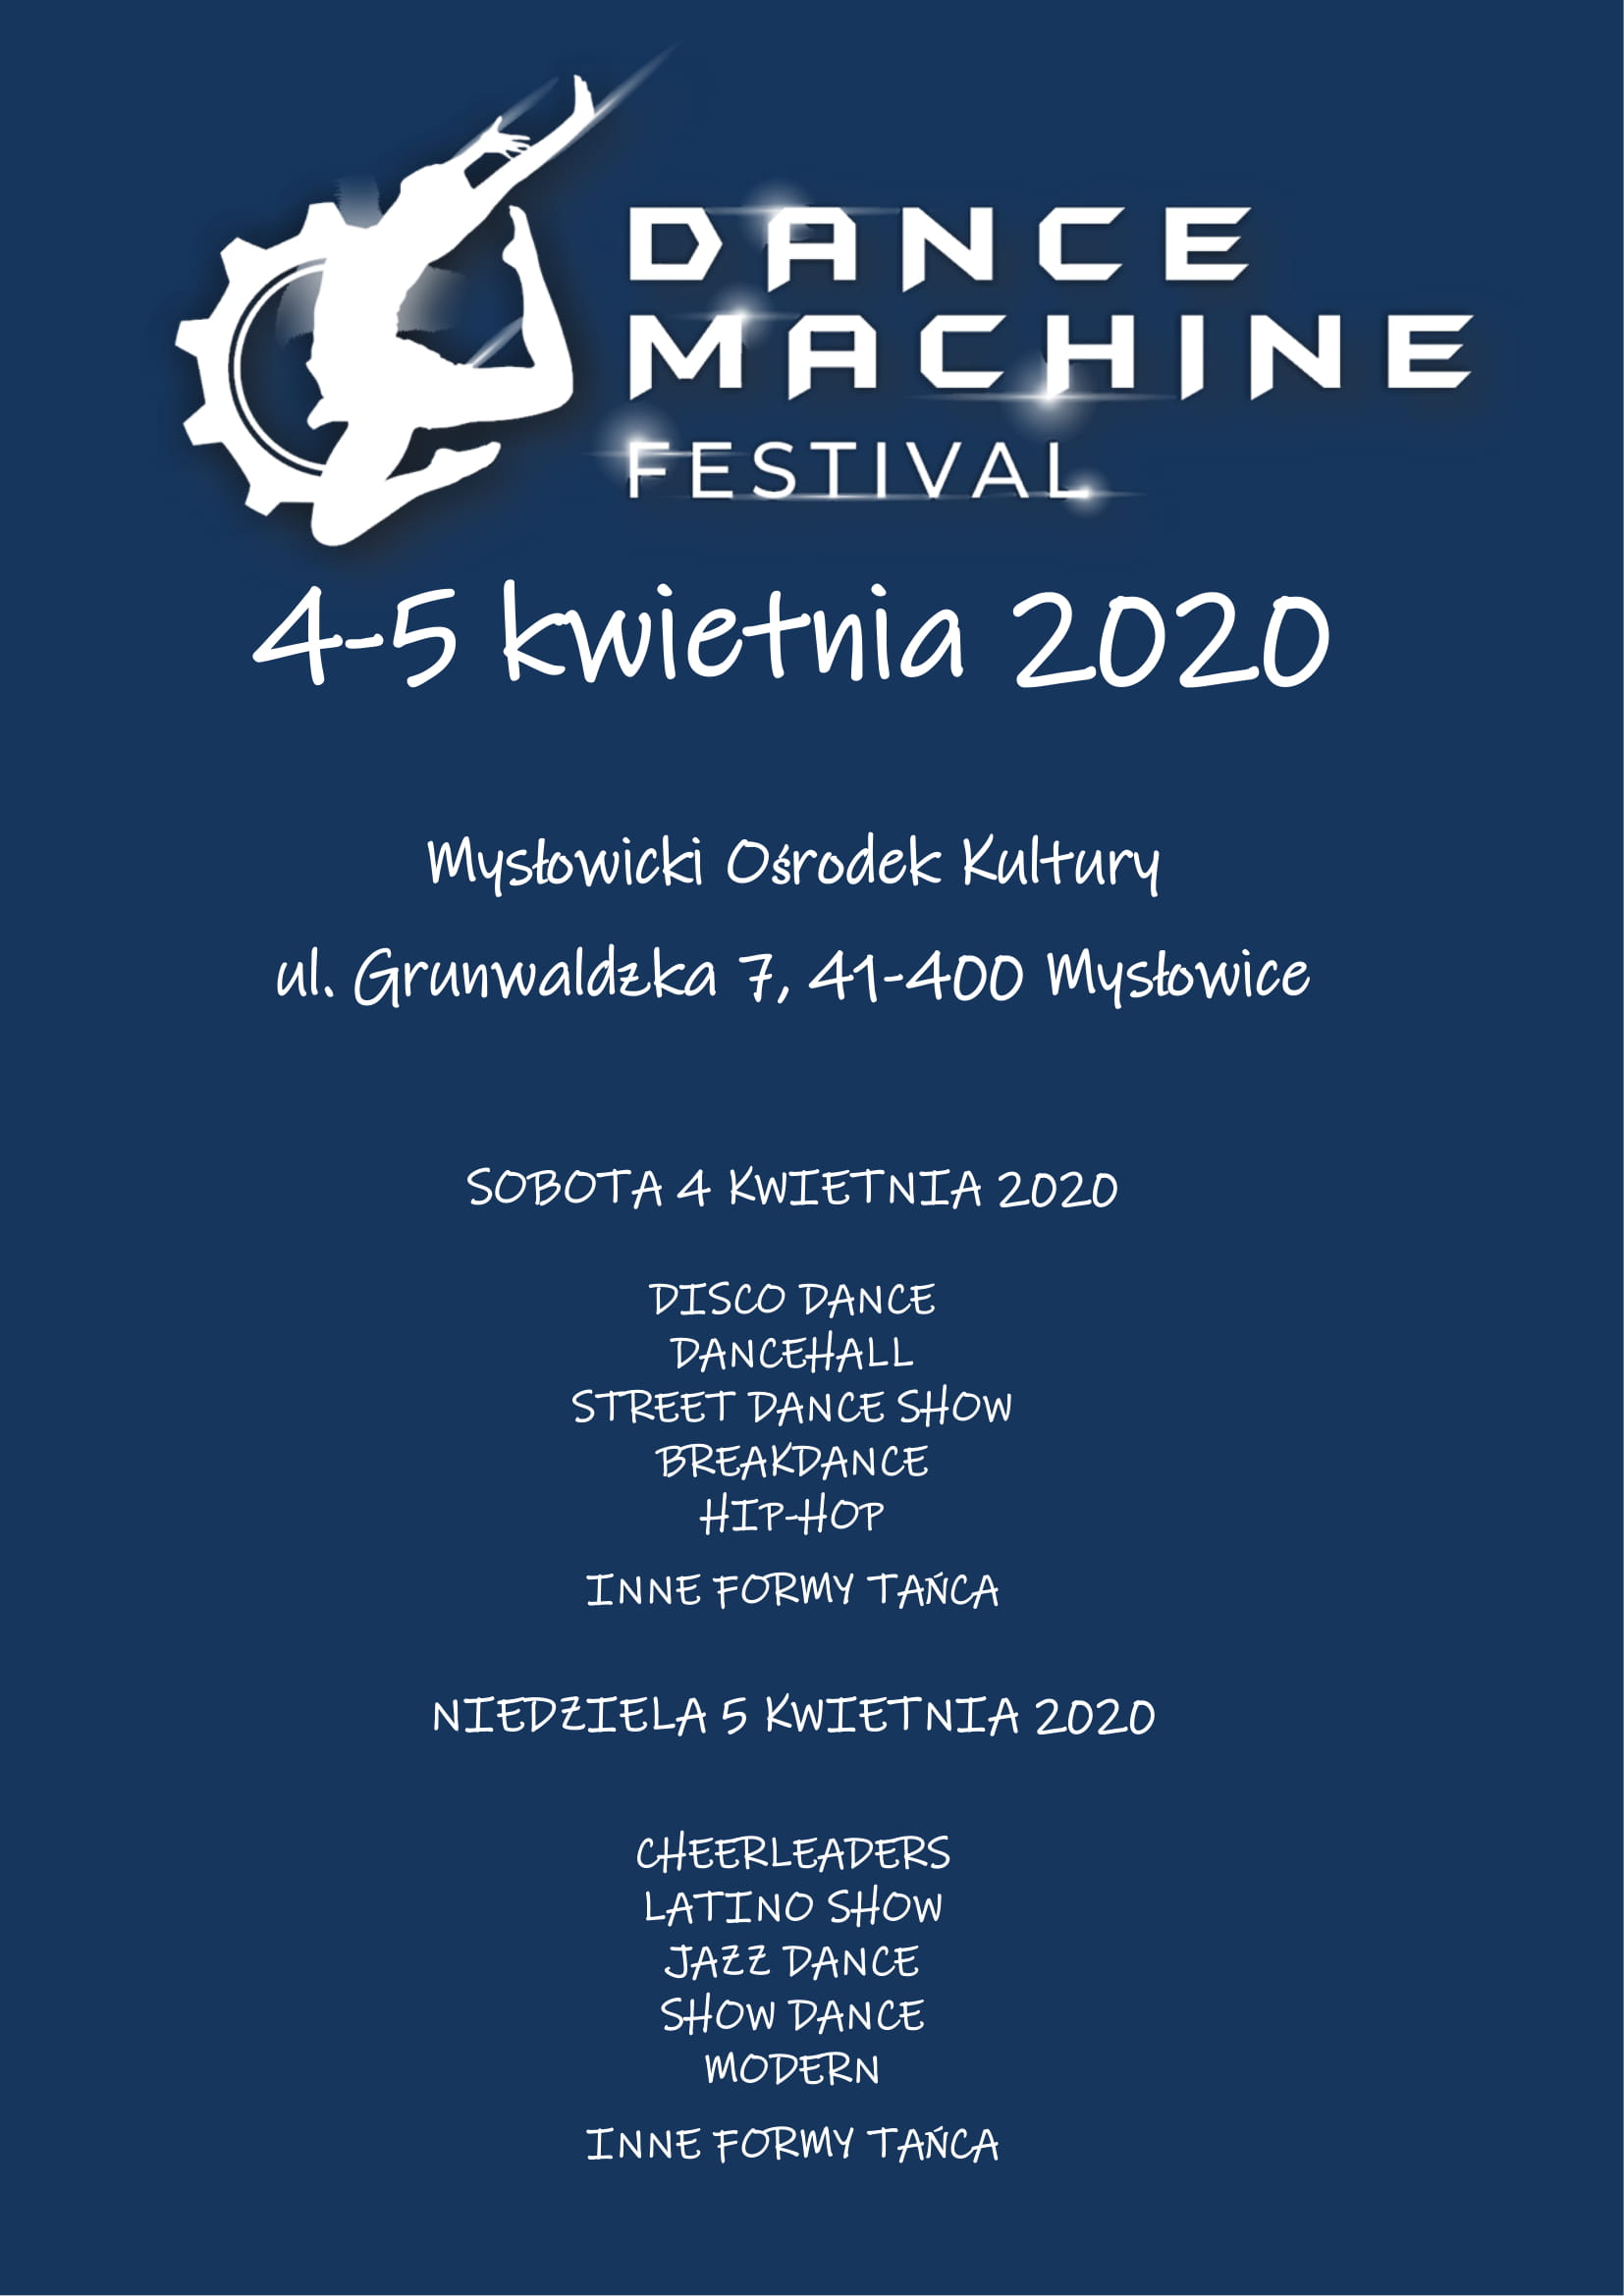 DANCE
MACHINE
FESTIVAL
4-5 kwietnia 2020
Mysłowicki Ośrodek Kultury
ul. Grunwaldzka 7, 41-400 Mysłowice
SOBOTA 4 KWIETNIA 2020
DISCO DANCE
DANCEHALL
STREET DANCE SHOW
BREAKDANCE
HIP-HOP
INNE FORMY TAŃCA
NIEDZIELA 5 KWIETNIA 2020
CHEERLEADERS
LATINO SHOW
JAZZ DANCE
SHOW DANCE
MODERN
INNE FORMY TAŃCA